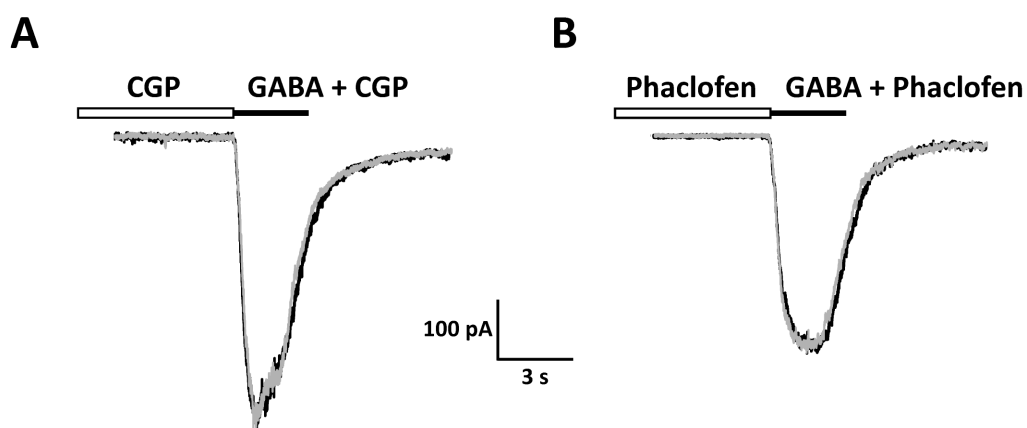 A
B
CGP
GABA + CGP
Phaclofen
GABA + Phaclofen
100 pA
3 s